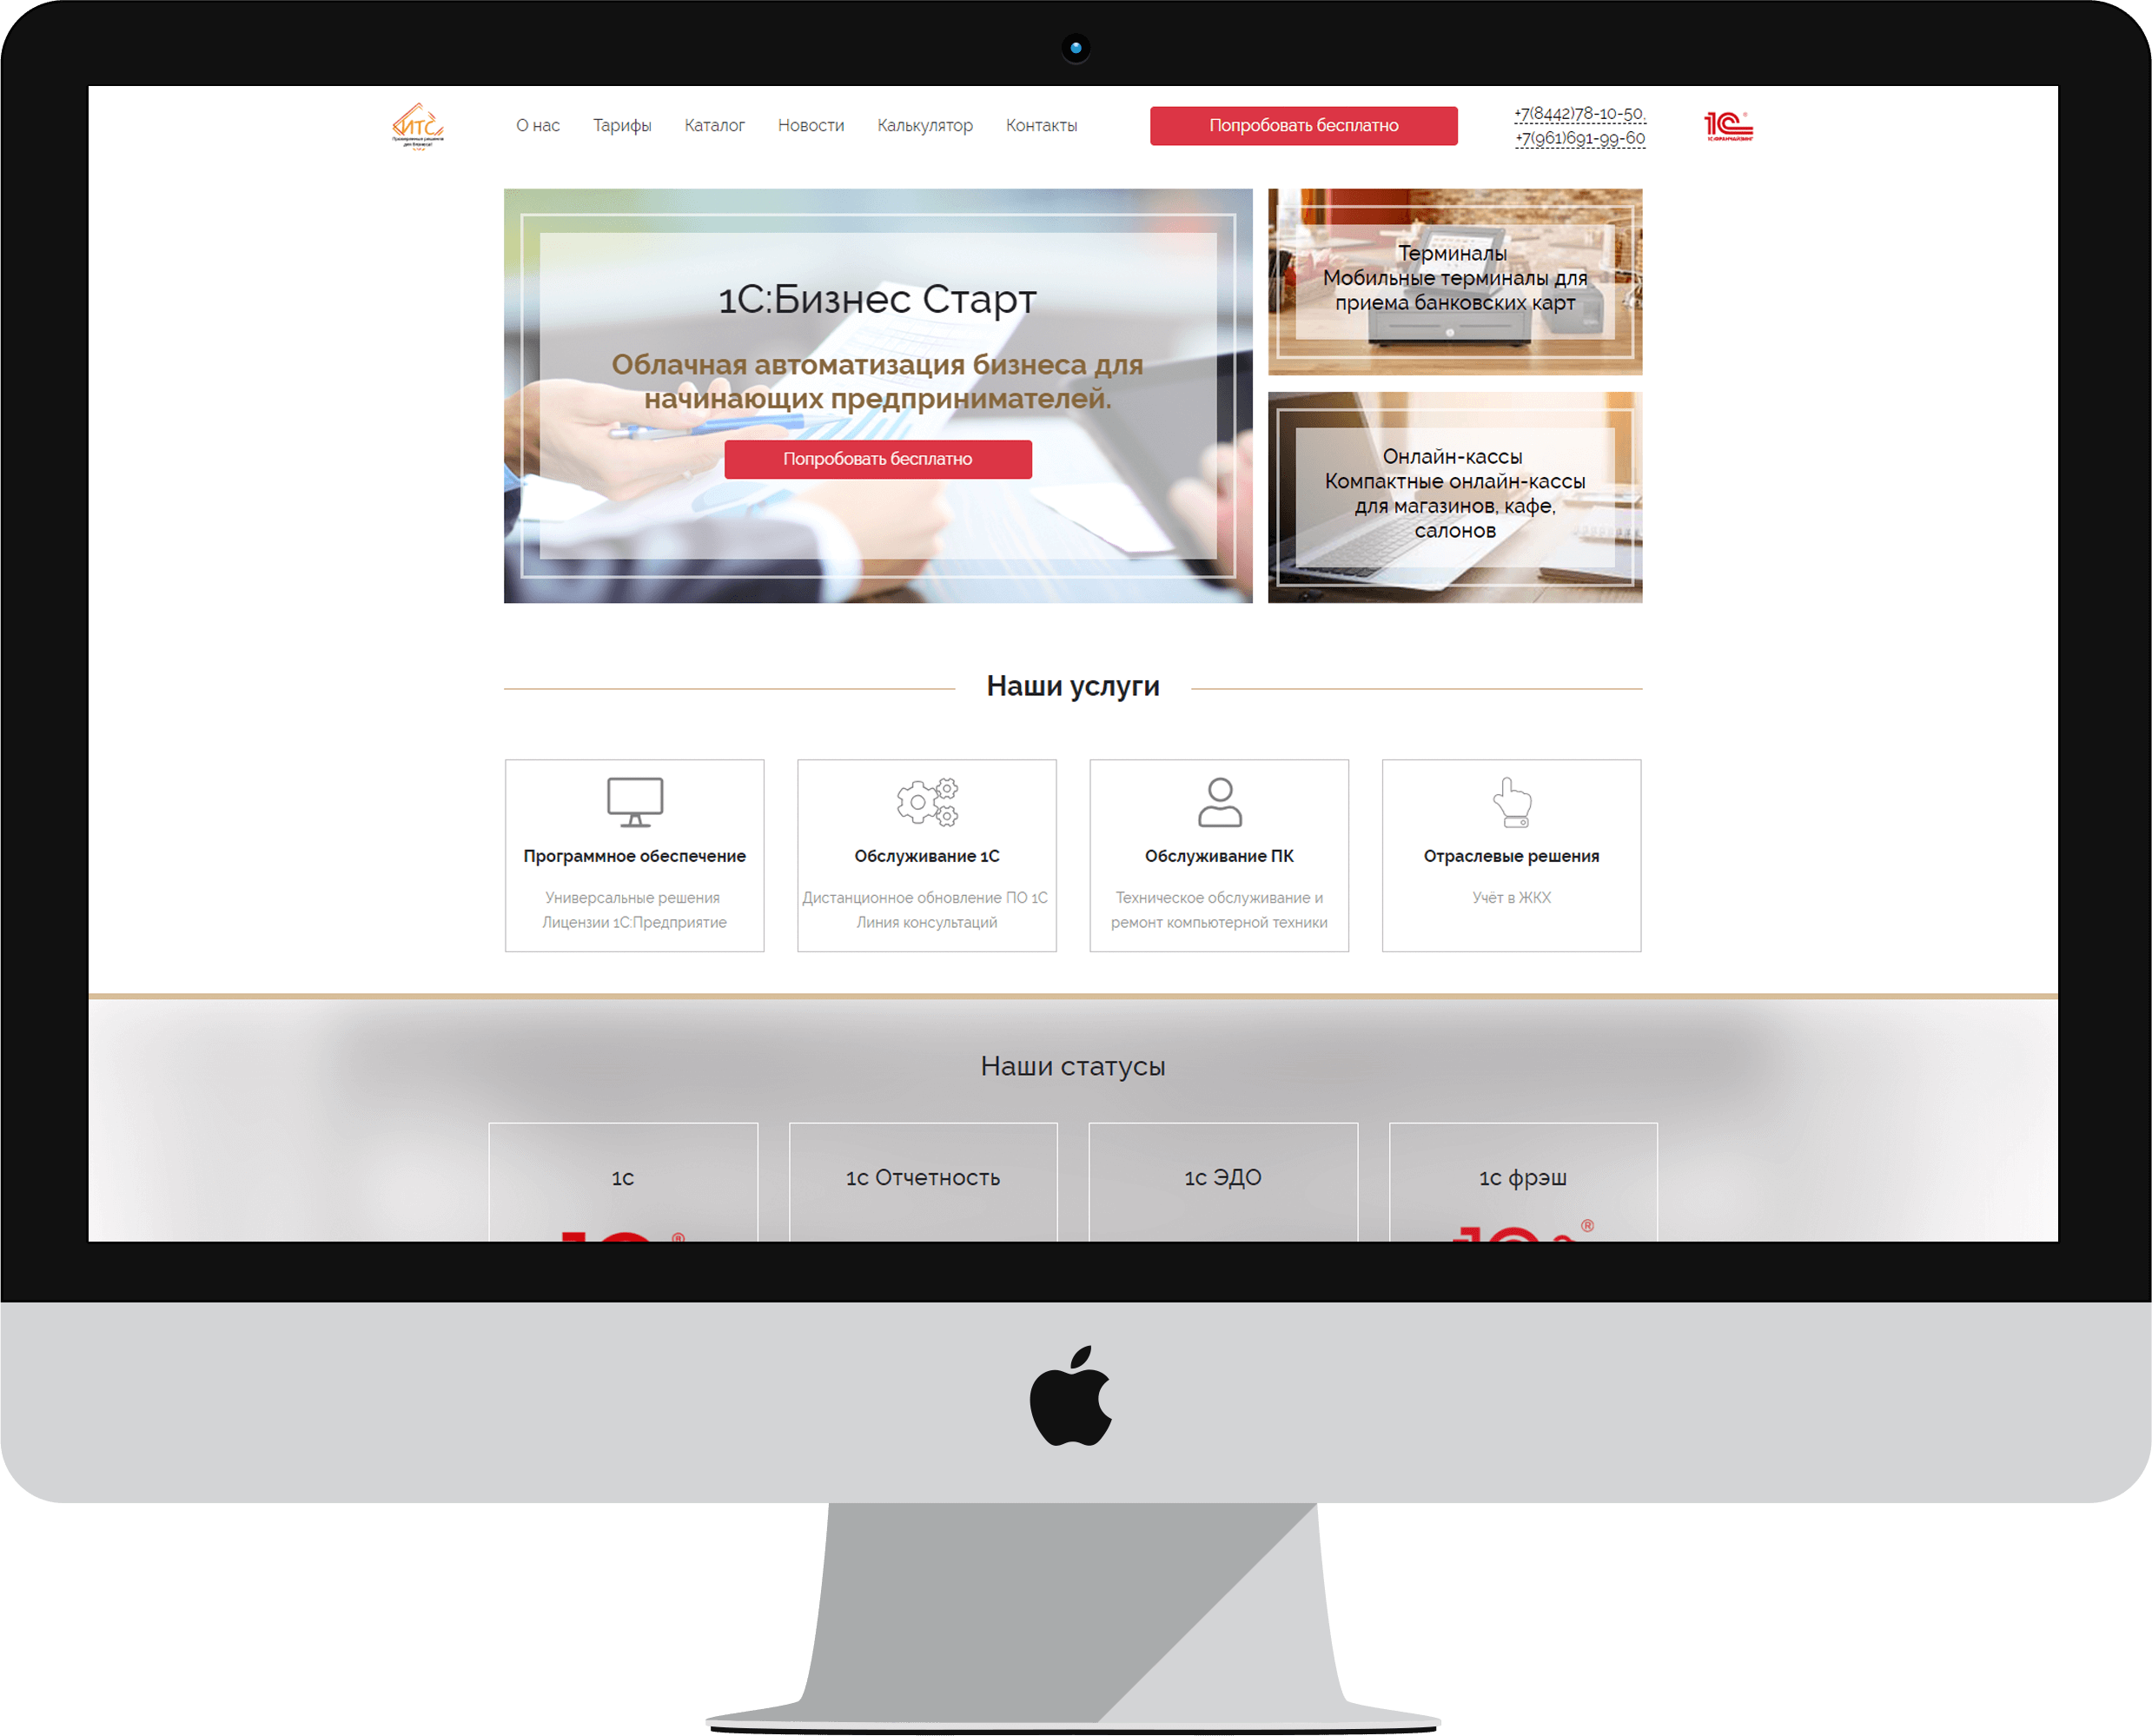 ИТС
О нас
Тарифы
Каталог
Новости
Калькулятор
Контакты
Попробовать бесплатно
+7(8442)78-10-50,
+7(961)691-99-60
1С
®
1С:ФРАНЧАЙЗИНГ
1С:Бизнес Старт
Облачная автоматизация бизнеса для
начинающих предпринимателей.
Попробовать бесплатно
Терминалы
Мобильные терминалы для
приема банковских карт
Онлайн-кассы
Компактные онлайн-кассы
для магазинов, кафе,
салонов
Наши услуги
Программное обеспечение
Универсальные решения
Лицензии 1С:Предприятие
Обслуживание 1С
Дистанционное обновление ПО 1С
Линия консультаций
Обслуживание ПК
Техническое обслуживание и
ремонт компьютерной техники
Отраслевые решения
Учёт в ЖКХ
Наши статусы
1с
®
1с Отчетность
1с ЭДО
1с фрэш
®